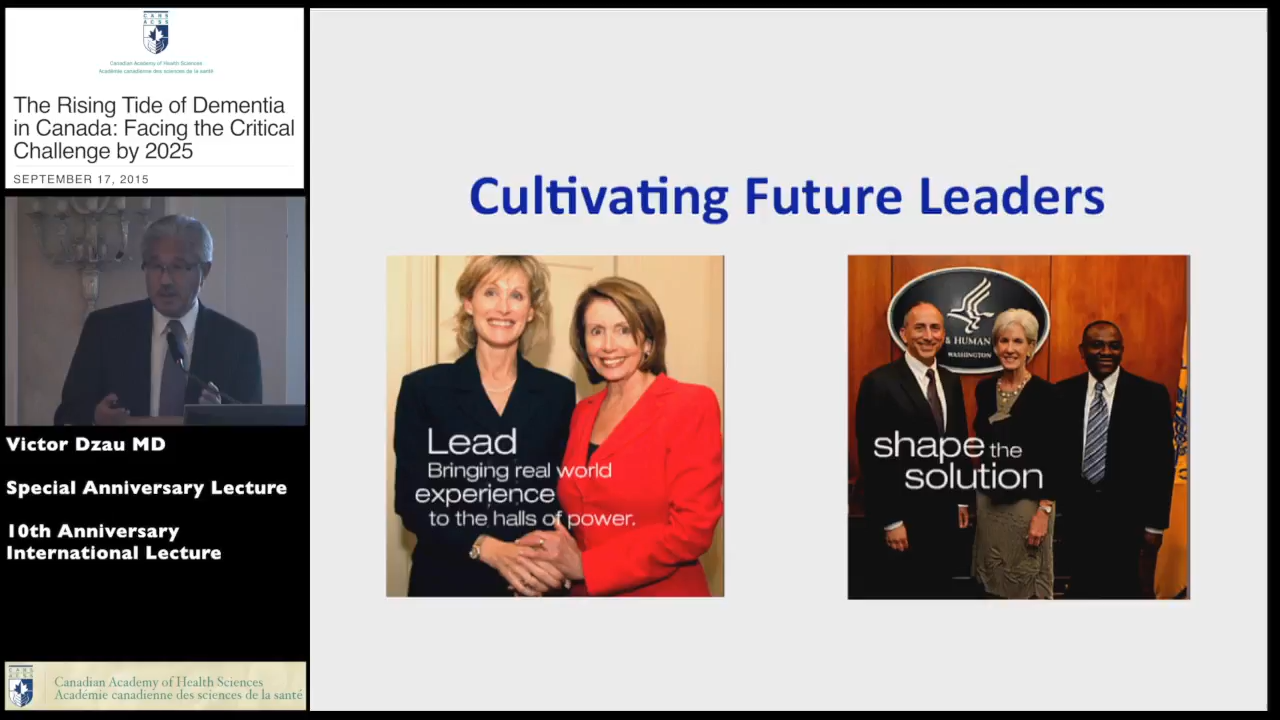 CAHS
ACSS
Canadian Academy of Health Sciences
Académie canadienne des sciences de la santé
The Rising Tide of Dementia
in Canada: Facing the Critical
Challenge by 2025
SEPTEMBER 17, 2015
Victor Dzau MD
Special Anniversary Lecture
10th Anniversary
International Lecture
CAHS
ACSS
Canadian Academy of Health Sciences
Académie canadienne des sciences de la santé
Cultivating Future Leaders
Lead
Bringing real world
experience
to the halls of power.
& HUMAN
WASHINGTON
shape the
solution